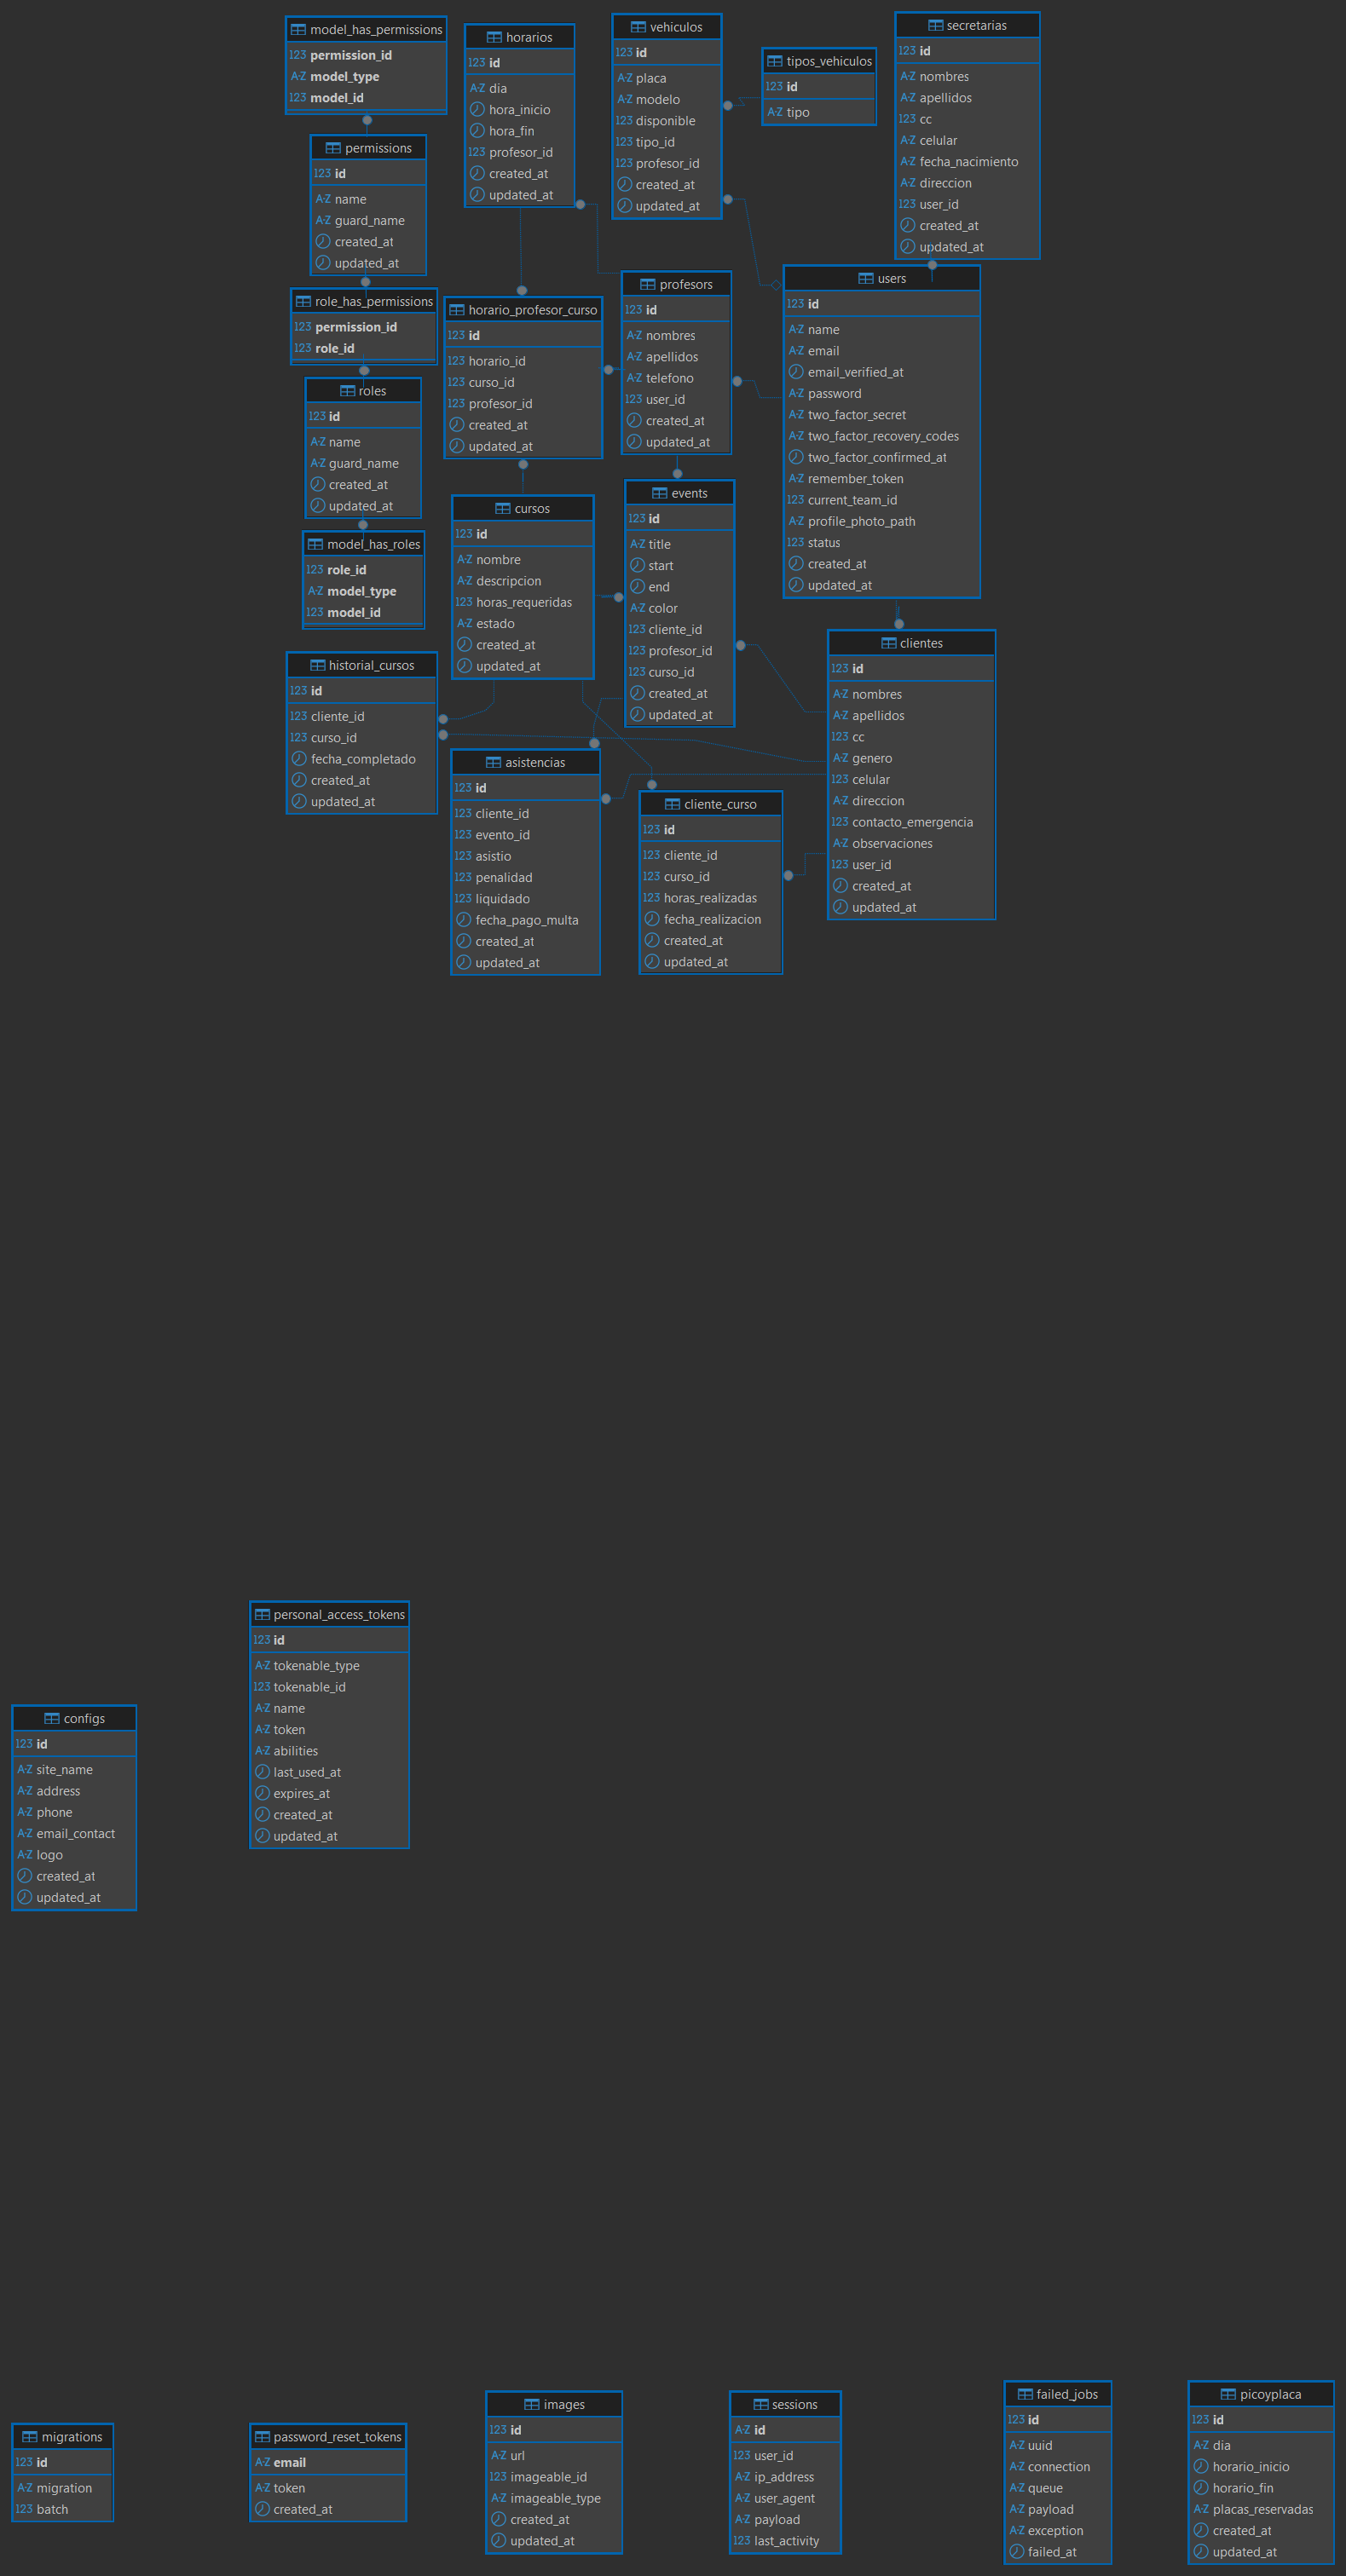 model_has_permissions
123 permission_id
A-Z model_type
123 model_id
permissions
123 id
A-Z name
A-Z guard_name
created_at
updated_at
role_has_permissions
123 permission_id
123 role_id
roles
123 id
A-Z name
A-Z guard_name
created_at
updated_at
model_has_roles
123 role_id
A-Z model_type
123 model_id
historial_cursos
123 id
123 cliente_id
123 curso_id
fecha_completado
created_at
updated_at
horarios
123 id
A-Z dia
hora_inicio
hora_fin
123 profesor_id
created_at
updated_at
horario_profesor_curso
123 id
123 horario_id
123 curso_id
123 profesor_id
created_at
updated_at
cursos
123 id
A-Z nombre
A-Z descripcion
123 horas_requeridas
A-Z estado
created_at
updated_at
asistencias
123 id
123 cliente_id
123 evento_id
123 asistio
123 penalidad
123 liquidado
fecha_pago_multa
created_at
updated_at
vehiculos
123 id
A-Z placa
A-Z modelo
123 disponible
123 tipo_id
123 profesor_id
created_at
updated_at
tipos_vehiculos
123 id
A-Z tipo
profesors
123 id
A-Z nombres
A-Z apellidos
A-Z telefono
123 user_id
created_at
updated_at
events
123 id
A-Z title
start
end
A-Z color
123 cliente_id
123 profesor_id
123 curso_id
created_at
updated_at
cliente_curso
123 id
123 cliente_id
123 curso_id
123 horas_realizadas
fecha_realizacion
created_at
updated_at
secretarias
123 id
A-Z nombres
A-Z apellidos
123 cc
A-Z celular
A-Z fecha_nacimiento
A-Z direccion
123 user_id
created_at
updated_at
users
123 id
A-Z name
A-Z email
email_verified_at
A-Z password
A-Z two_factor_secret
A-Z two_factor_recovery_codes
two_factor_confirmed_at
A-Z remember_token
123 current_team_id
A-Z profile_photo_path
123 status
created_at
updated_at
clientes
123 id
A-Z nombres
A-Z apellidos
123 cc
A-Z genero
123 celular
A-Z direccion
123 contacto_emergencia
A-Z observaciones
123 user_id
created_at
updated_at
personal_access_tokens
123 id
A-Z tokenable_type
123 tokenable_id
A-Z name
A-Z token
A-Z abilities
last_used_at
expires_at
created_at
updated_at
configs
123 id
A-Z site_name
A-Z address
A-Z phone
A-Z email_contact
A-Z logo
created_at
updated_at
migrations
123 id
A-Z migration
123 batch
password_reset_tokens
A-Z email
A-Z token
created_at
images
123 id
A-Z url
123 imageable_id
A-Z imageable_type
created_at
updated_at
sessions
A-Z id
123 user_id
A-Z ip_address
A-Z user_agent
A-Z payload
123 last_activity
failed_jobs
123 id
A-Z uuid
A-Z connection
A-Z queue
A-Z payload
A-Z exception
failed_at
picoyplaca
123 id
A-Z dia
horario_inicio
horario_fin
A-Z placas_reservadas
created_at
updated_at